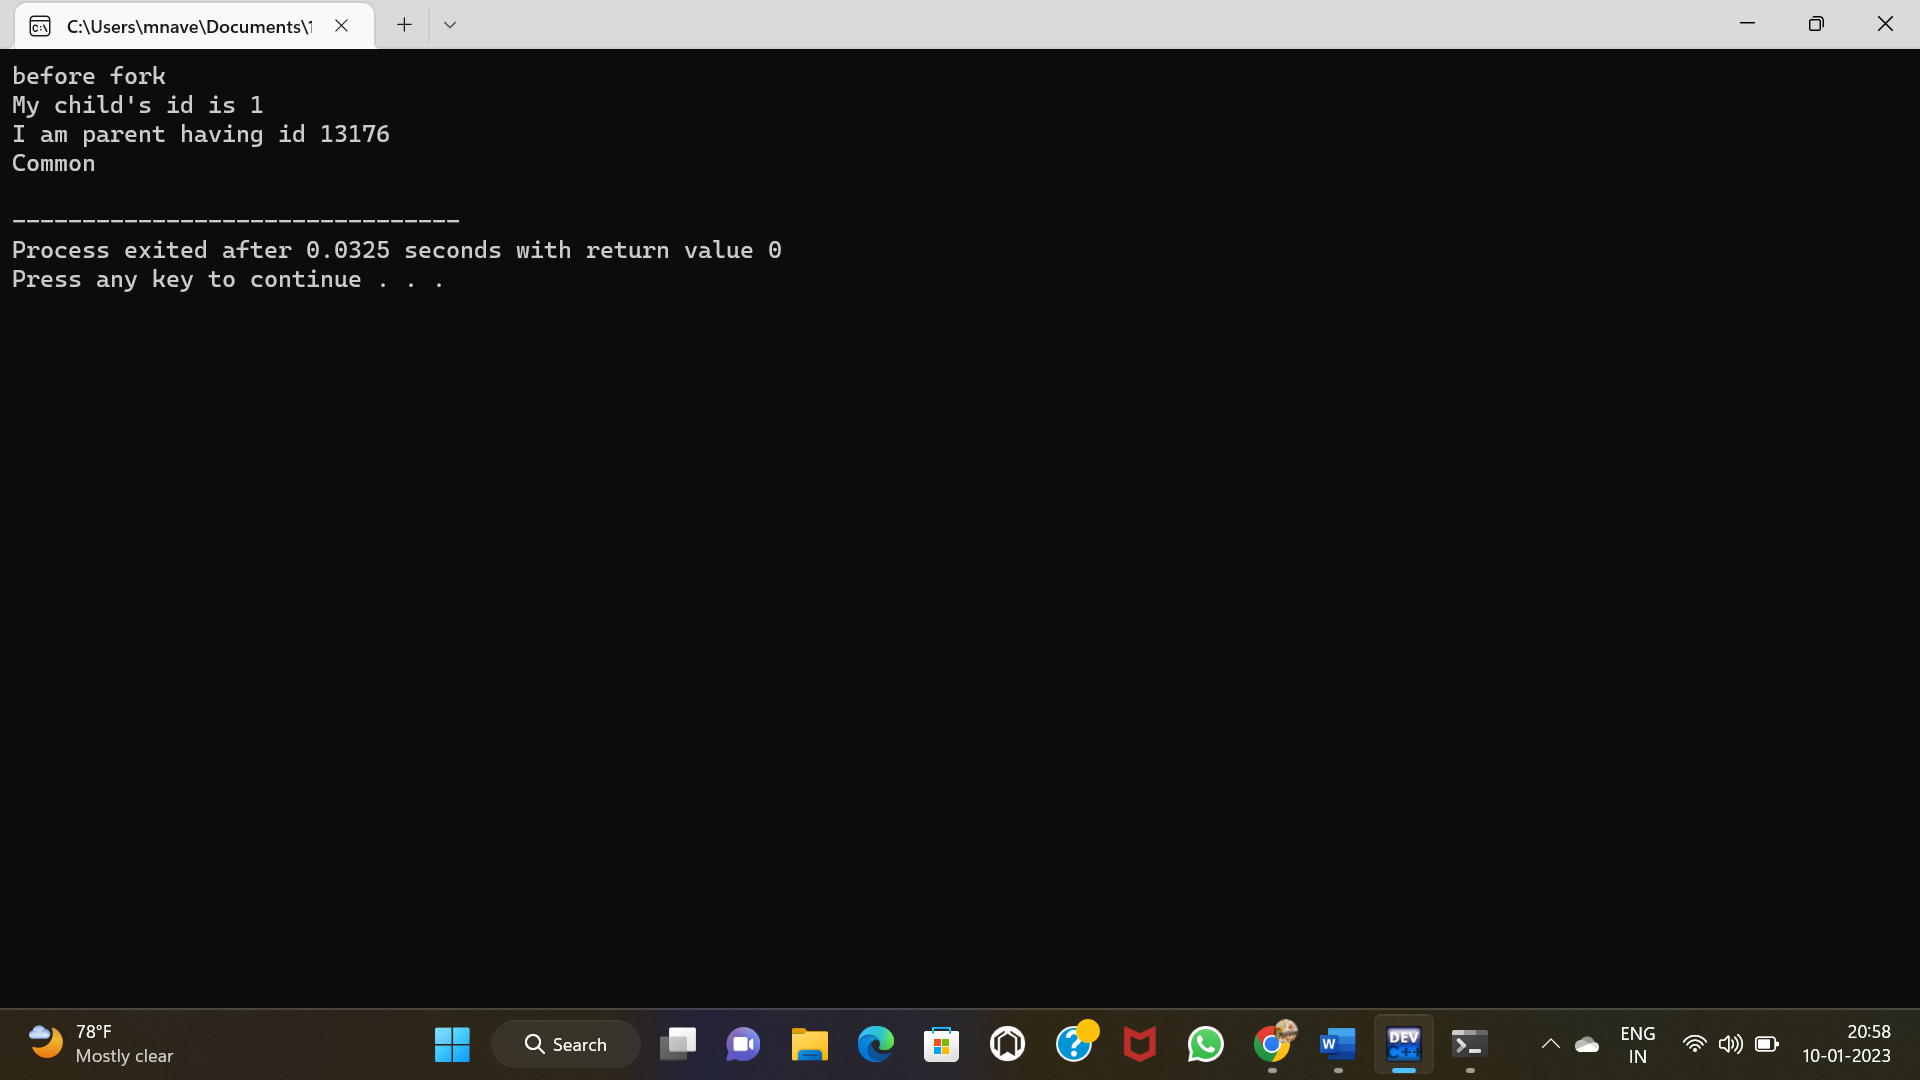 C:\Users\mnave\Documents\1
before fork
My child's id is 1
I am parent having id 13176
Common
--------------------------------
Process exited after 0.0325 seconds with return value 0
Press any key to continue . . .
78°F
Mostly clear
Search
W
DEV
C++
ENG
IN
20:58
10-01-2023